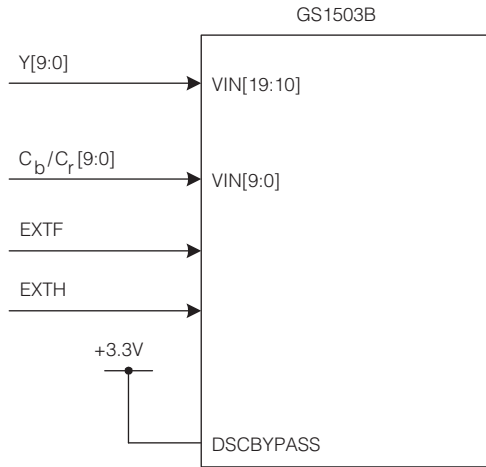 GS1503B
Y[9:0]
VIN[19:10]
Cb/Cr[9:0]
VIN[9:0]
EXTF
EXTH
+3.3V
DSCBYPASS